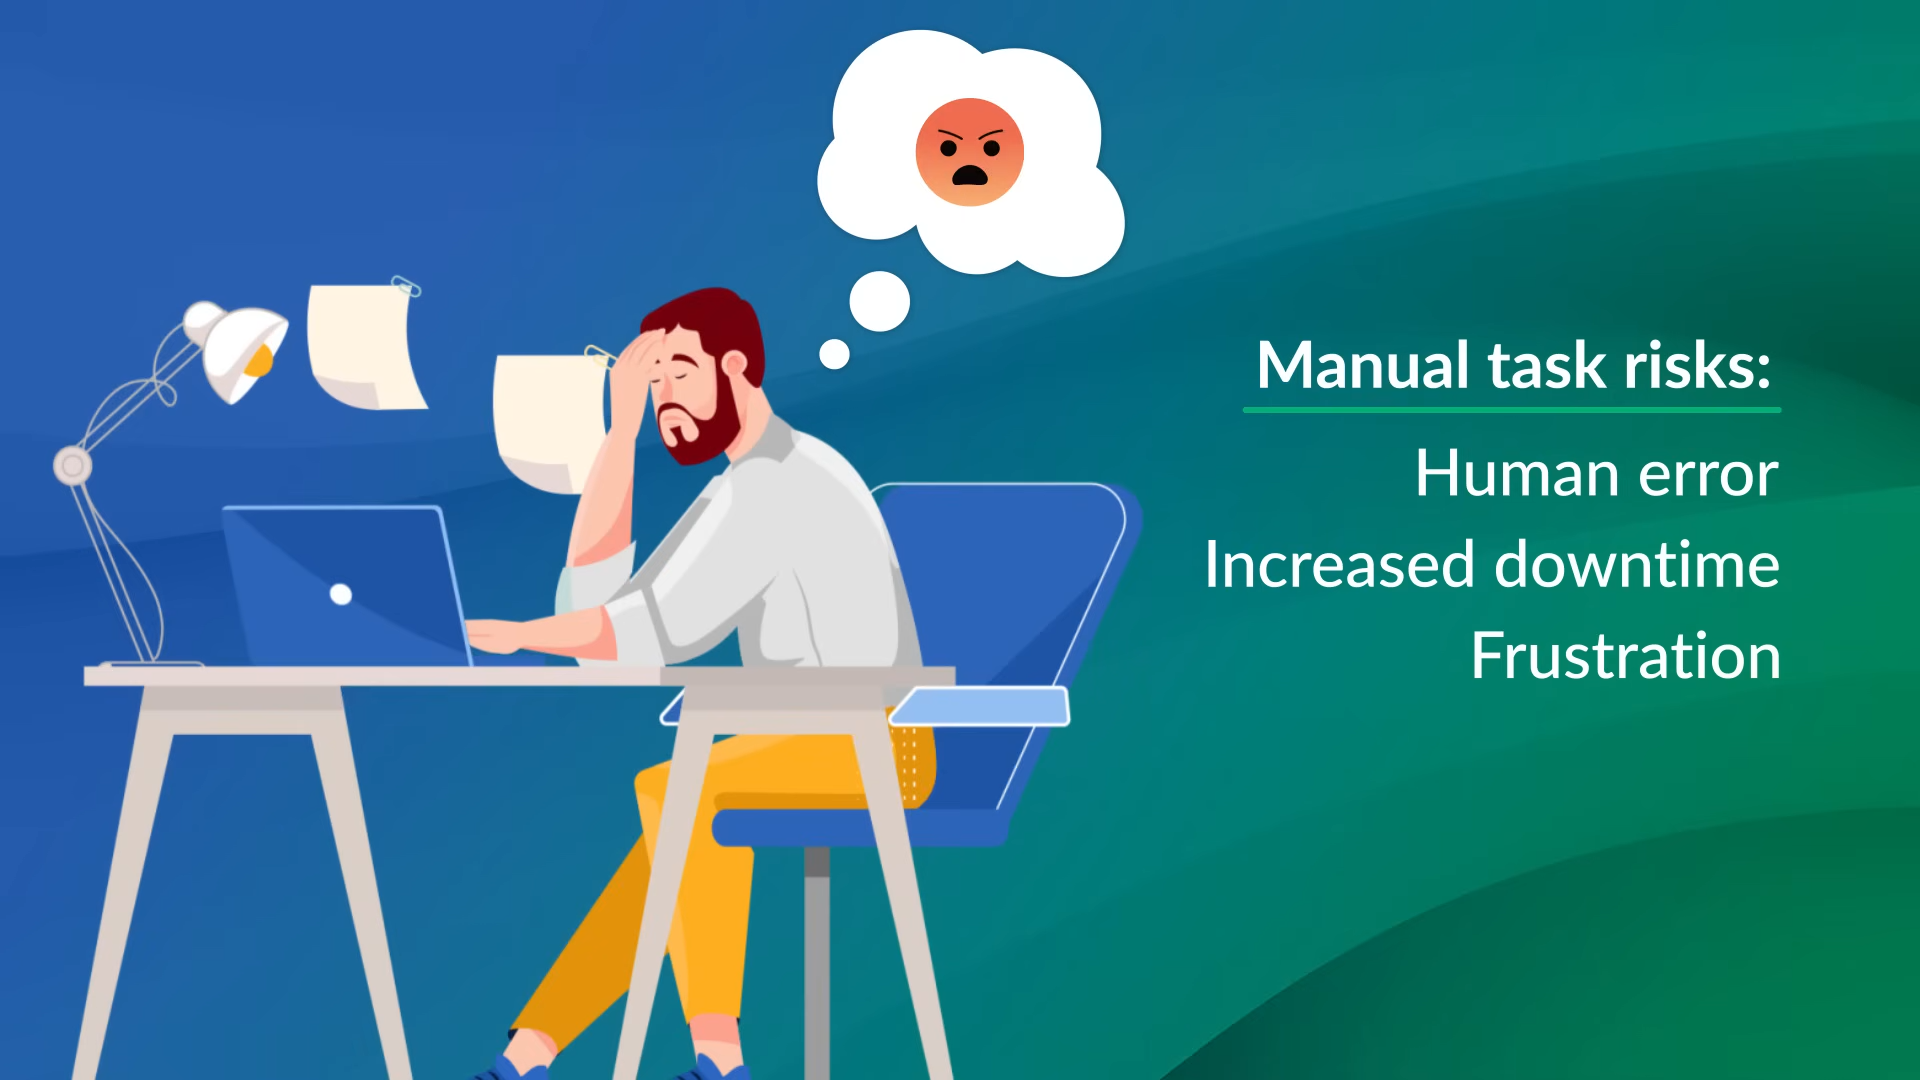 Manual task risks:
Human error
Increased downtime
Frustration